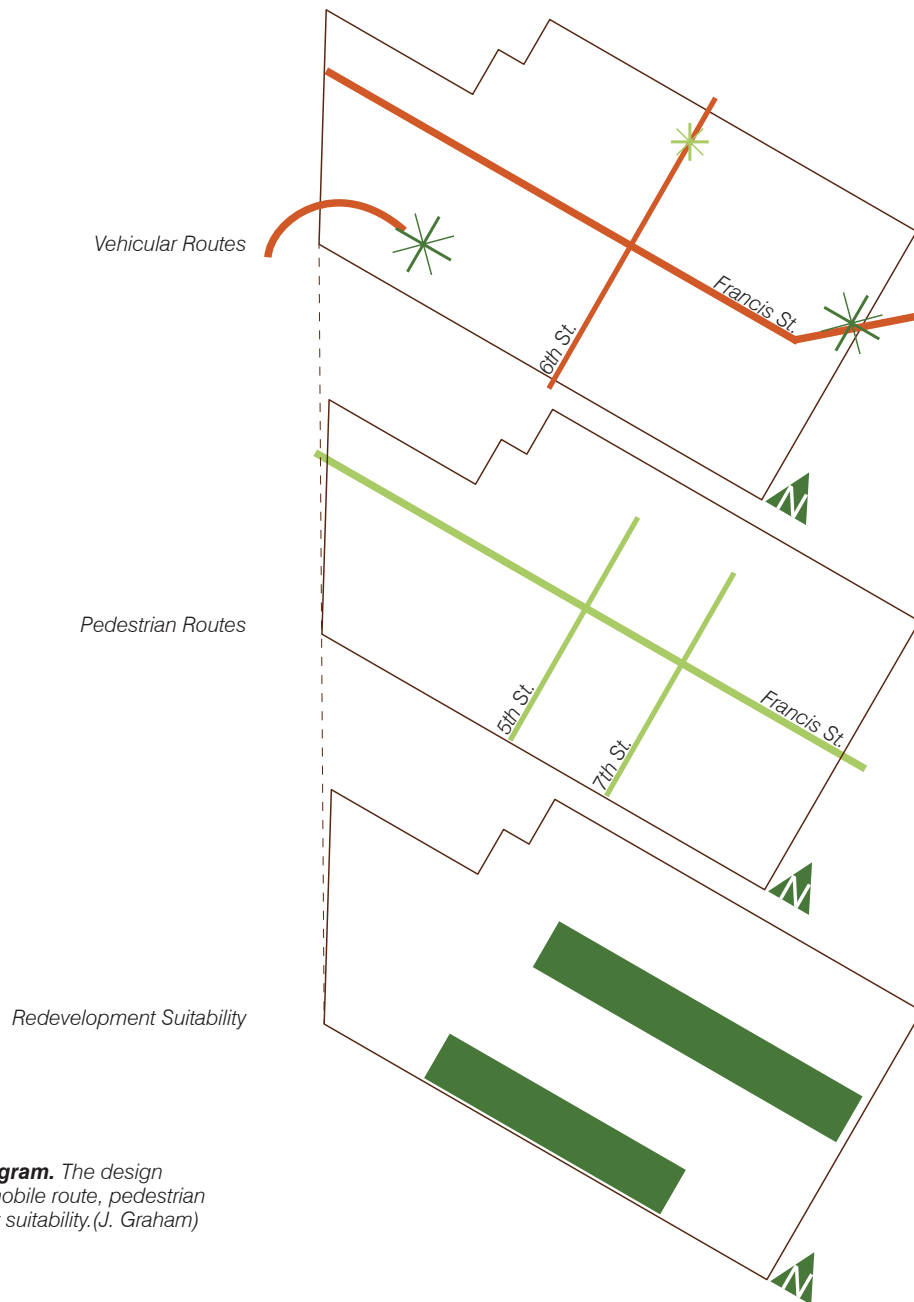 Vehicular Routes
Francis St.
6th St.
N
Pedestrian Routes
5th St.
Francis St.
7th St.
N
Redevelopment Suitability
gram. The design
mobile route, pedestrian
suitability.(J. Graham)
N